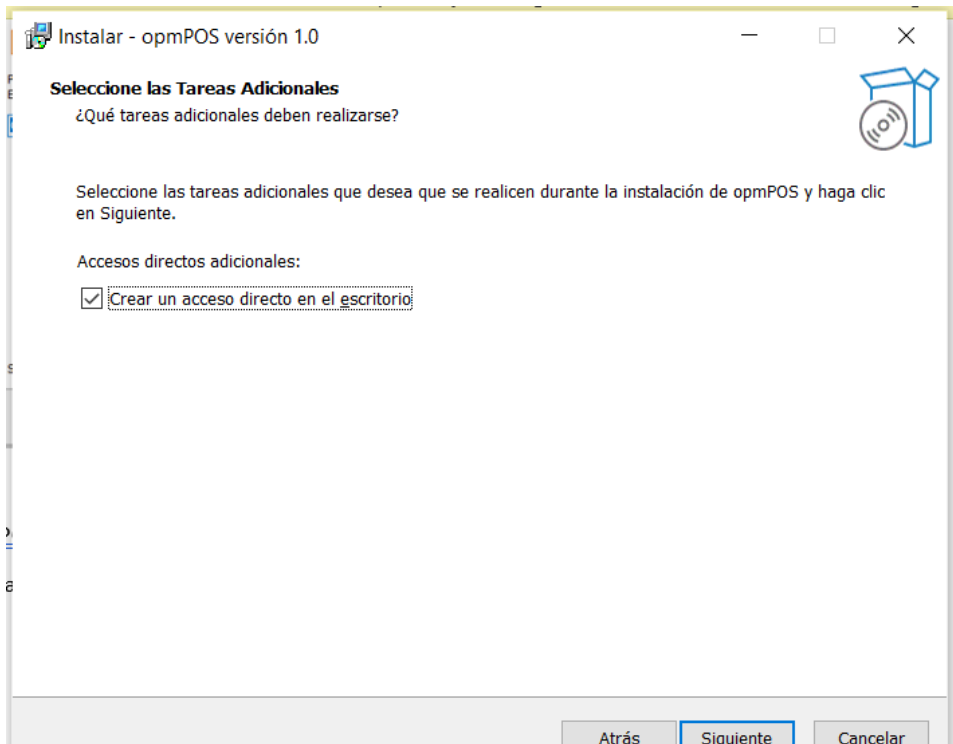 Instalar - opmPOS versión 1.0
Seleccione las Tareas Adicionales
¿Qué tareas adicionales deben realizarse?
Seleccione las tareas adicionales que desea que se realicen durante la instalación de opmPOS y haga clic
en Siguiente.
Accesos directos adicionales:
Crear un acceso directo en el escritorio
Atrás
Siguiente
Cancelar